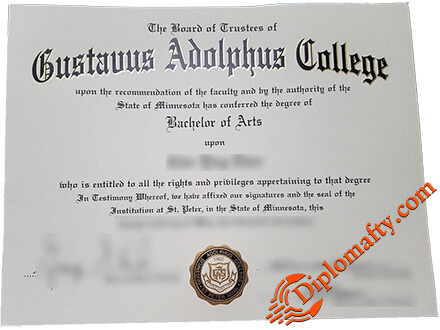 The Board of Trustees of
Gustavus Adolphus College
upon the recommendation of the faculty and by the authority of the
State of Minnesota has conferred the degree of
Bachelor of Arts
upon
who is entitled to all the rights and privileges appertaining to that degree
In Testimony Whereof, we have affixed our signatures and the seal of the
Institution at St. Peter, in the State of Minnesota, this
Diplomafty.com